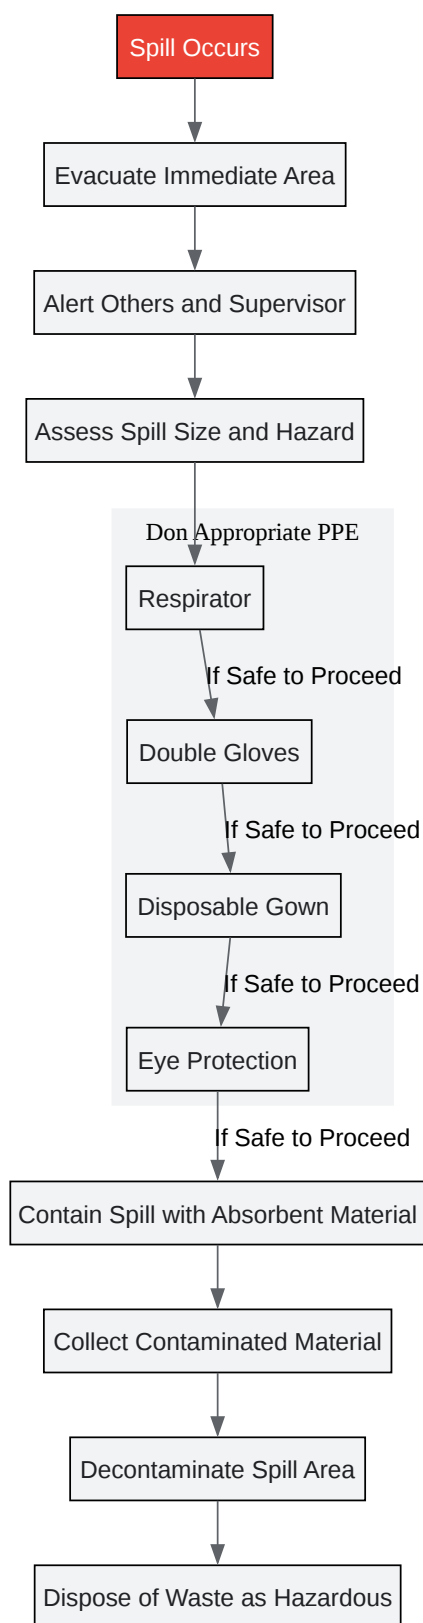 Spill Occurs
Evacuate Immediate Area
Alert Others and Supervisor
Assess Spill Size and Hazard
Don Appropriate PPE
Respirator
If Safe to Proceed
Double Gloves
If Safe to Proceed
Disposable Gown
If Safe to Proceed
Eye Protection
If Safe to Proceed
Contain Spill with Absorbent Material
Collect Contaminated Material
Decontaminate Spill Area
Dispose of Waste as Hazardous